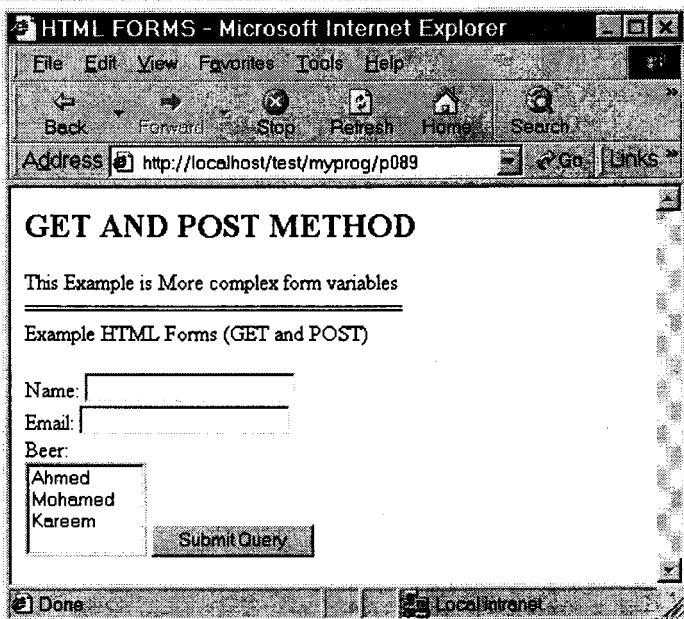 HTML FORMS - Microsoft Internet Explorer
File Edit View Favorites Tools Help
Back Forward Stop Refresh Home Search
Address http://localhost/test/myprog/p089 Go Links
GET AND POST METHOD
This Example is More complex form variables
Example HTML Forms (GET and POST)
Name:
Email:
Beer:
Ahmed
Mohamed
Kareem
Submit Query
Done Local intranet